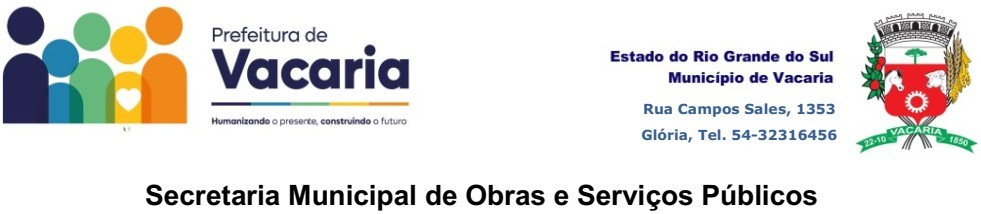 Prefeitura de
Vacaria
Humanizando o presente, construindo o futuro
Estado do Rio Grande do Sul
Município de Vacaria
Rua Campos Sales, 1353
Glória, Tel. 54-32316456
22-10 VACARIA 1850
Secretaria Municipal de Obras e Serviços Públicos